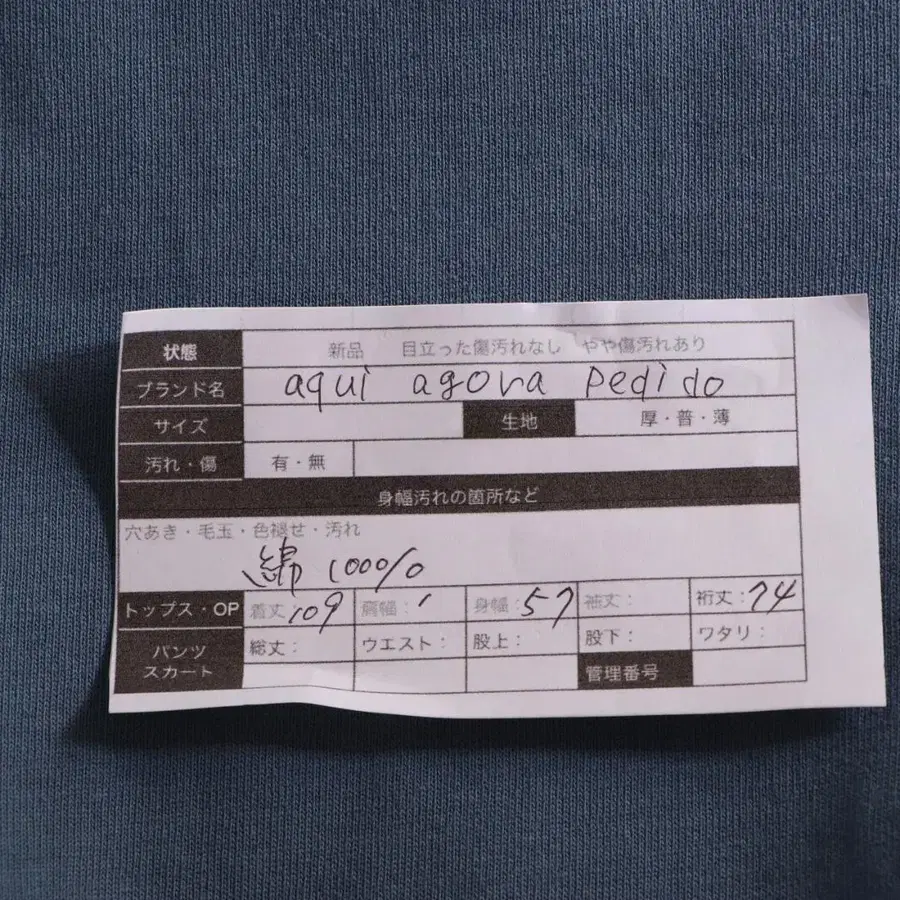 状態 新品 目立った傷汚れなし やや傷汚れあり
ブランド名 aqui agora pedido
サイズ 生地 厚・普・薄
汚れ・傷 有・無
身幅汚れの箇所など
穴あき・毛玉・色褪せ・汚れ
綿 100%
トップス・OP 着丈109 肩幅: 身幅:57 袖丈: 裄丈:74
パンツ スカート 総丈: ウエスト: 股上: 股下: ワタリ:
管理番号